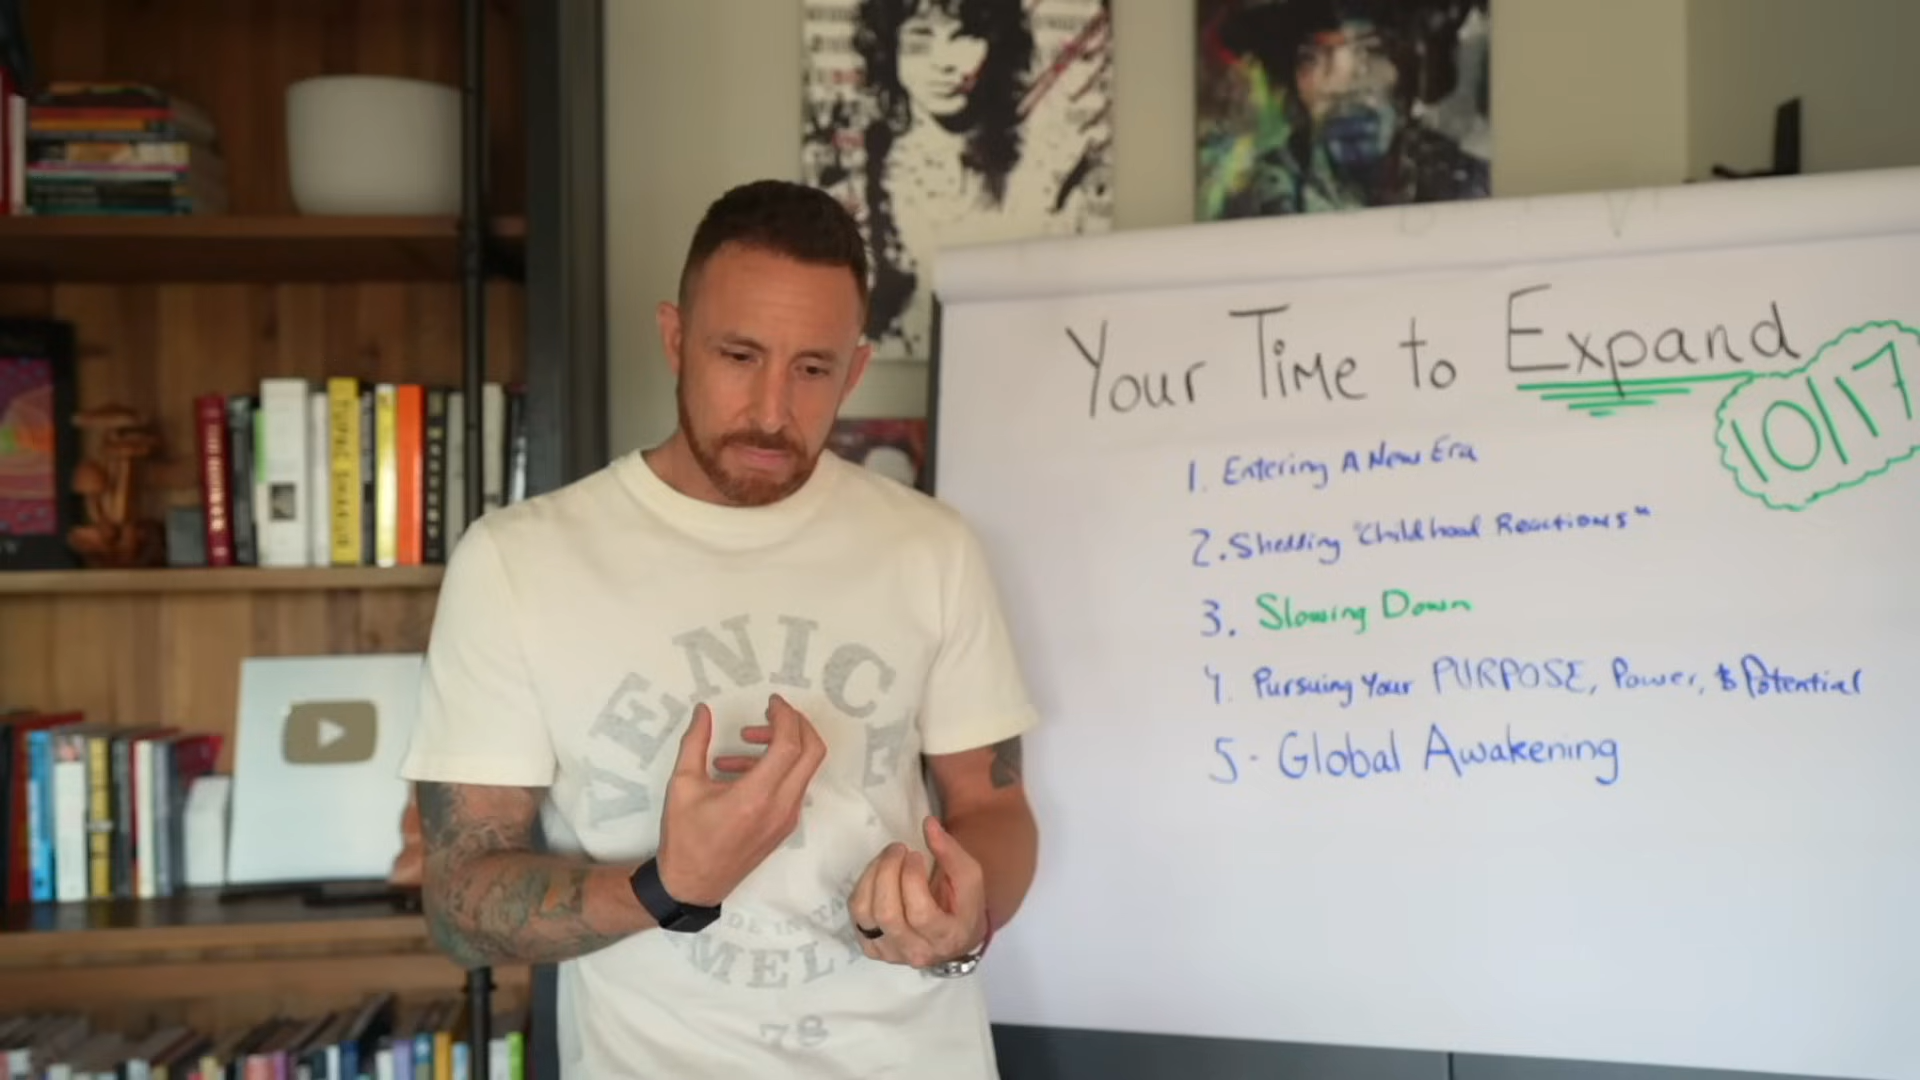 Your Time to Expand
10/17
1. Entering A New Era
2. Shedding "Childhood Reactions"
3. Slowing Down
4. Pursuing Your PURPOSE, Power, & Potential
5- Global Awakening
VENICE
78